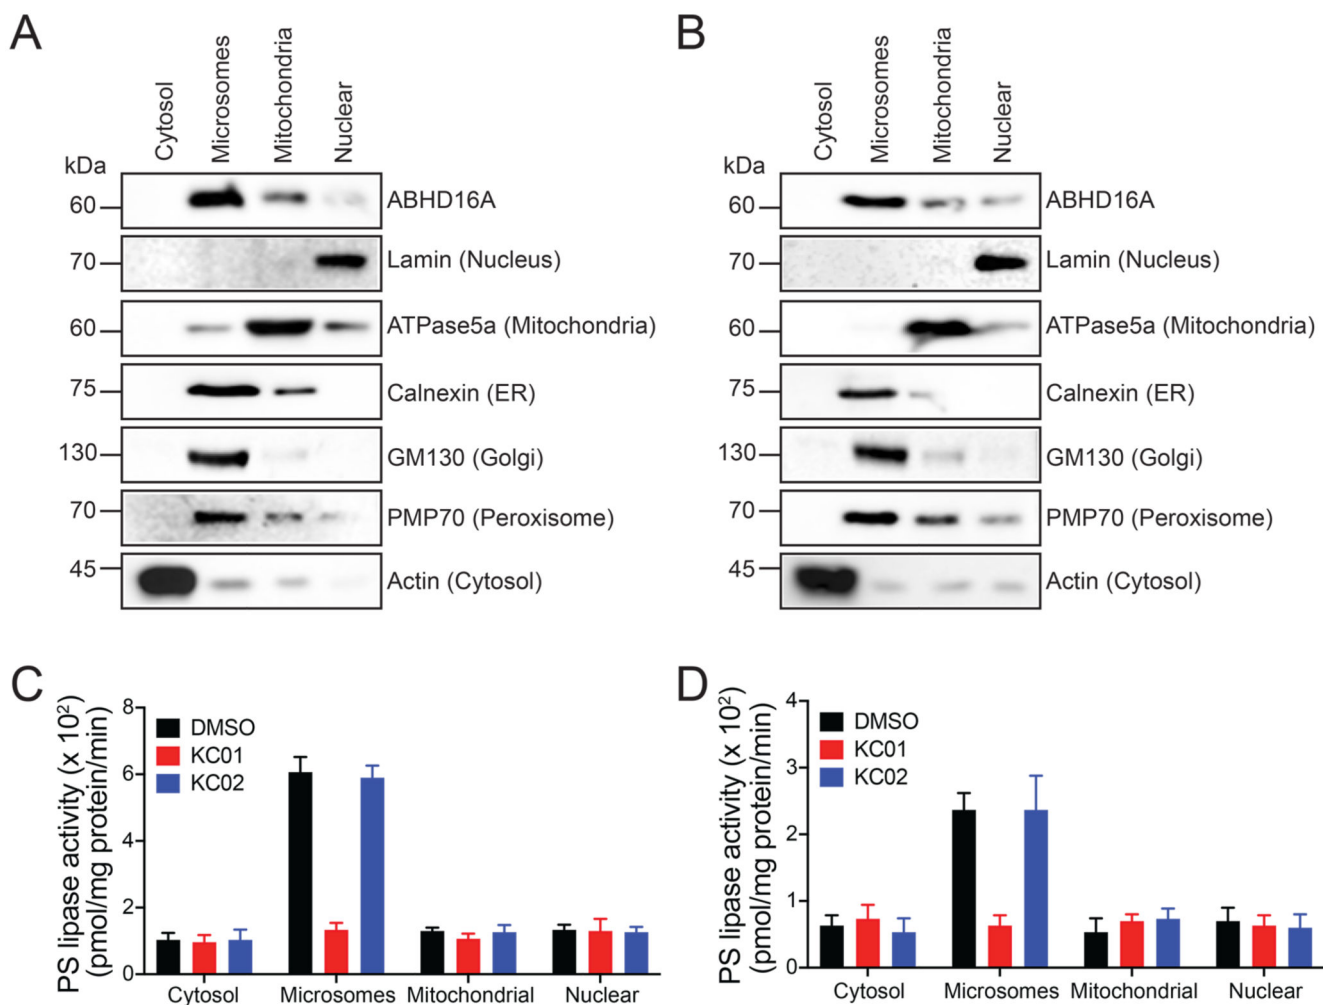 A
Cytosol
Microsomes
Mitochondria
Nuclear
kDa
60
ABHD16A
70
Lamin (Nucleus)
60
ATPase5a (Mitochondria)
75
Calnexin (ER)
130
GM130 (Golgi)
70
PMP70 (Peroxisome)
45
Actin (Cytosol)
B
Cytosol
Microsomes
Mitochondria
Nuclear
kDa
60
ABHD16A
70
Lamin (Nucleus)
60
ATPase5a (Mitochondria)
75
Calnexin (ER)
130
GM130 (Golgi)
70
PMP70 (Peroxisome)
45
Actin (Cytosol)
C
PS lipase activity (x 10²)
(pmol/mg protein/min)
8
6
4
2
0
DMSO
KC01
KC02
Cytosol
Microsomes
Mitochondrial
Nuclear
D
PS lipase activity (x 10²)
(pmol/mg protein/min)
4
3
2
1
0
DMSO
KC01
KC02
Cytosol
Microsomes
Mitochondrial
Nuclear